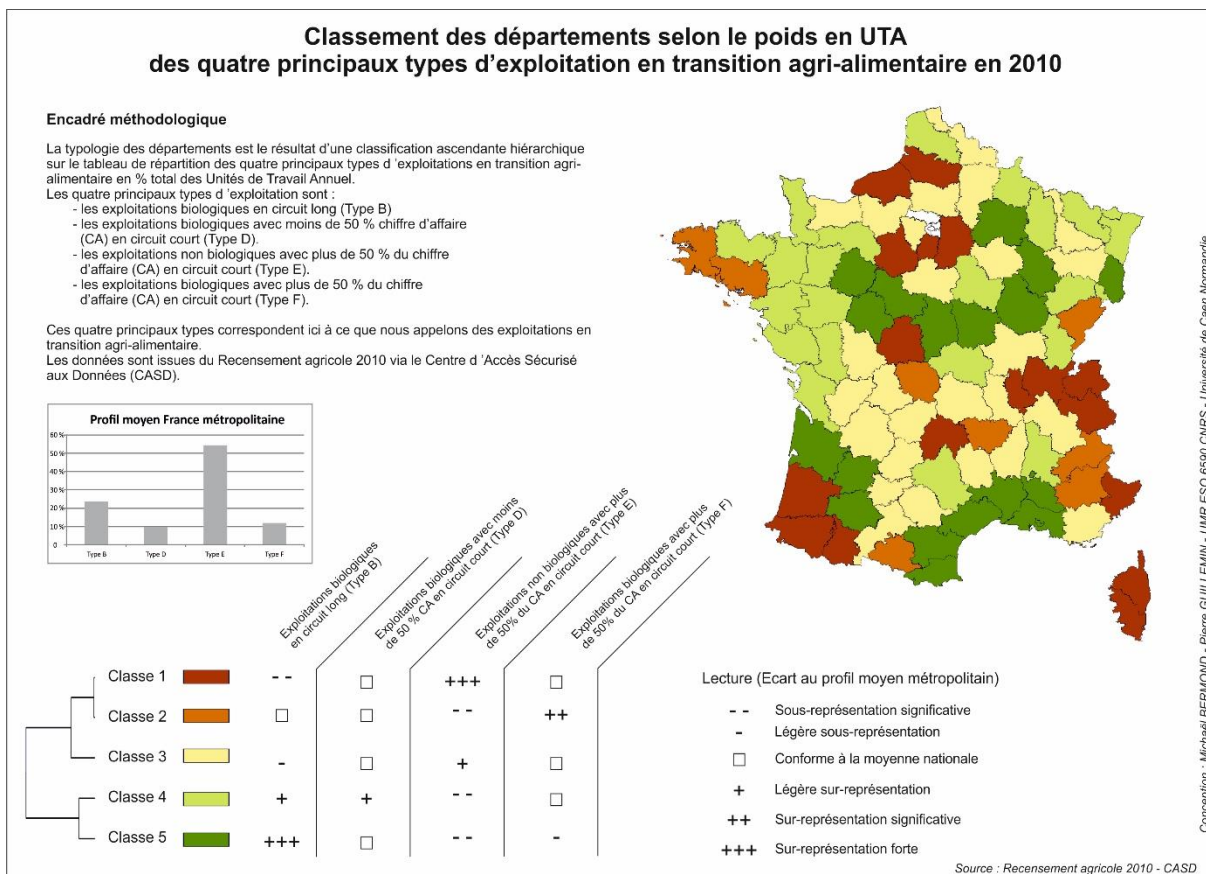 Classement des départements selon le poids en UTA
des quatre principaux types d'exploitation en transition agri-alimentaire en 2010
Encadré méthodologique
La typologie des départements est le résultat d'une classification ascendante hiérarchique
sur le tableau de répartition des quatre principaux types d 'exploitations en transition agri-
alimentaire en % total des Unités de Travail Annuel.
Les quatre principaux types d 'exploitation sont :
- les exploitations biologiques en circuit long (Type B)
- les exploitations biologiques avec moins de 50 % chiffre d'affaire
(CA) en circuit court (Type D).
- les exploitations non biologiques avec plus de 50 % du chiffre
d'affaire (CA) en circuit court (Type E).
- les exploitations biologiques avec plus de 50 % du chiffre
d'affaire (CA) en circuit court (Type F).
Ces quatre principaux types correspondent ici à ce que nous appelons des exploitations en
transition agri-alimentaire.
Les données sont issues du Recensement agricole 2010 via le Centre d 'Accès Sécurisé
aux Données (CASD).
Profil moyen France métropolitaine
60 %
50 %
40 %
30 %
20 %
10 %
0
Type B Type D Type E Type F
Exploitations biologiques
en circuit long (Type B)
Exploitations biologiques avec moins
de 50 % CA en circuit court (Type D)
Exploitations non biologiques avec plus
de 50% du CA en circuit court (Type E)
Exploitations biologiques avec plus
de 50% du CA en circuit court (Type F)
Classe 1 - - □ +++ □
Classe 2 □ □ - - ++
Classe 3 - □ + □
Classe 4 + + - - □
Classe 5 +++ □ - - -
Lecture (Ecart au profil moyen métropolitain)
- - Sous-représentation significative
- Légère sous-représentation
□ Conforme à la moyenne nationale
+ Légère sur-représentation
++ Sur-représentation significative
+++ Sur-représentation forte
Source : Recensement agricole 2010 - CASD
Conception : Michaël BERMOND - Pierre GUILLEMIN - UMR ESO 6590 CNRS - Université de Caen Normandie